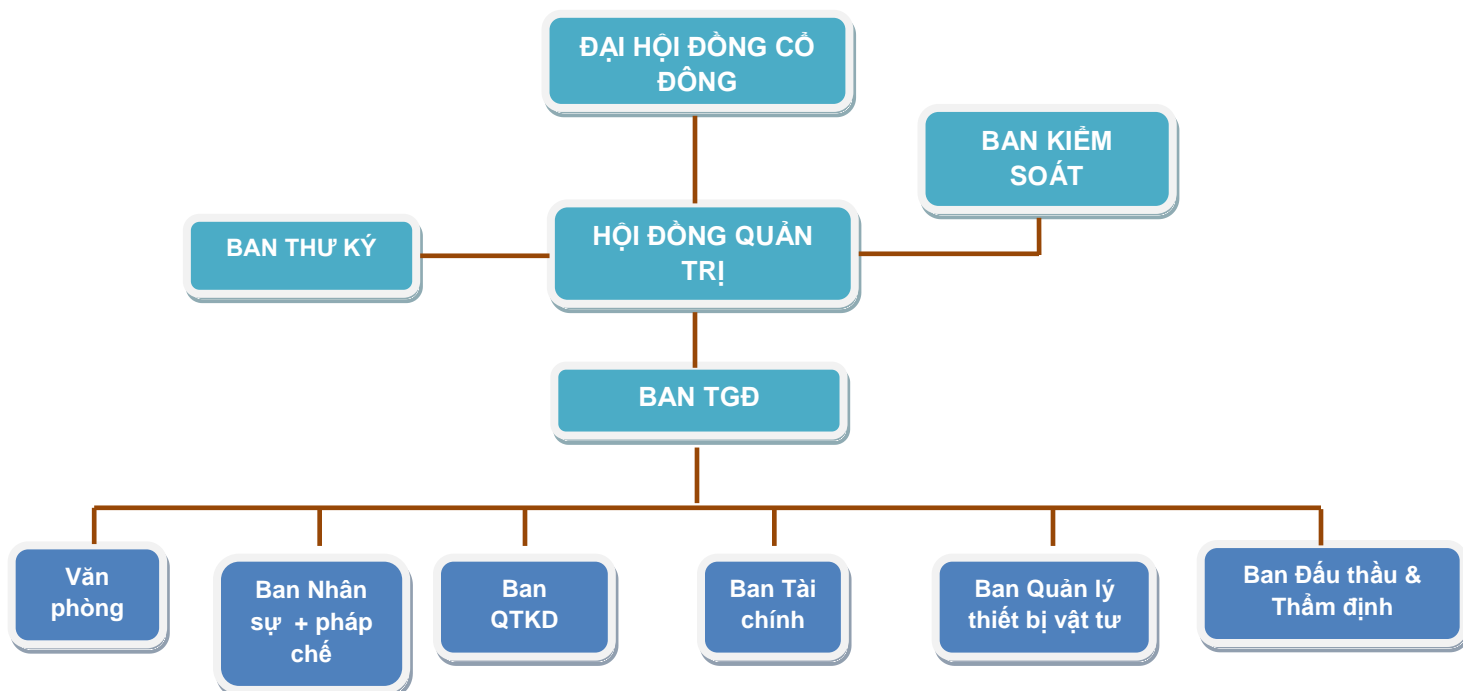 ĐẠI HỘI ĐỒNG CỔ
ĐÔNG
BAN KIỂM
SOÁT
BAN THƯ KÝ
HỘI ĐỒNG QUẢN
TRỊ
BAN TGĐ
Văn
phòng
Ban Nhân
sự + pháp
chế
Ban
QTKD
Ban Tài
chính
Ban Quản lý
thiết bị vật tư
Ban Đấu thầu &
Thẩm định